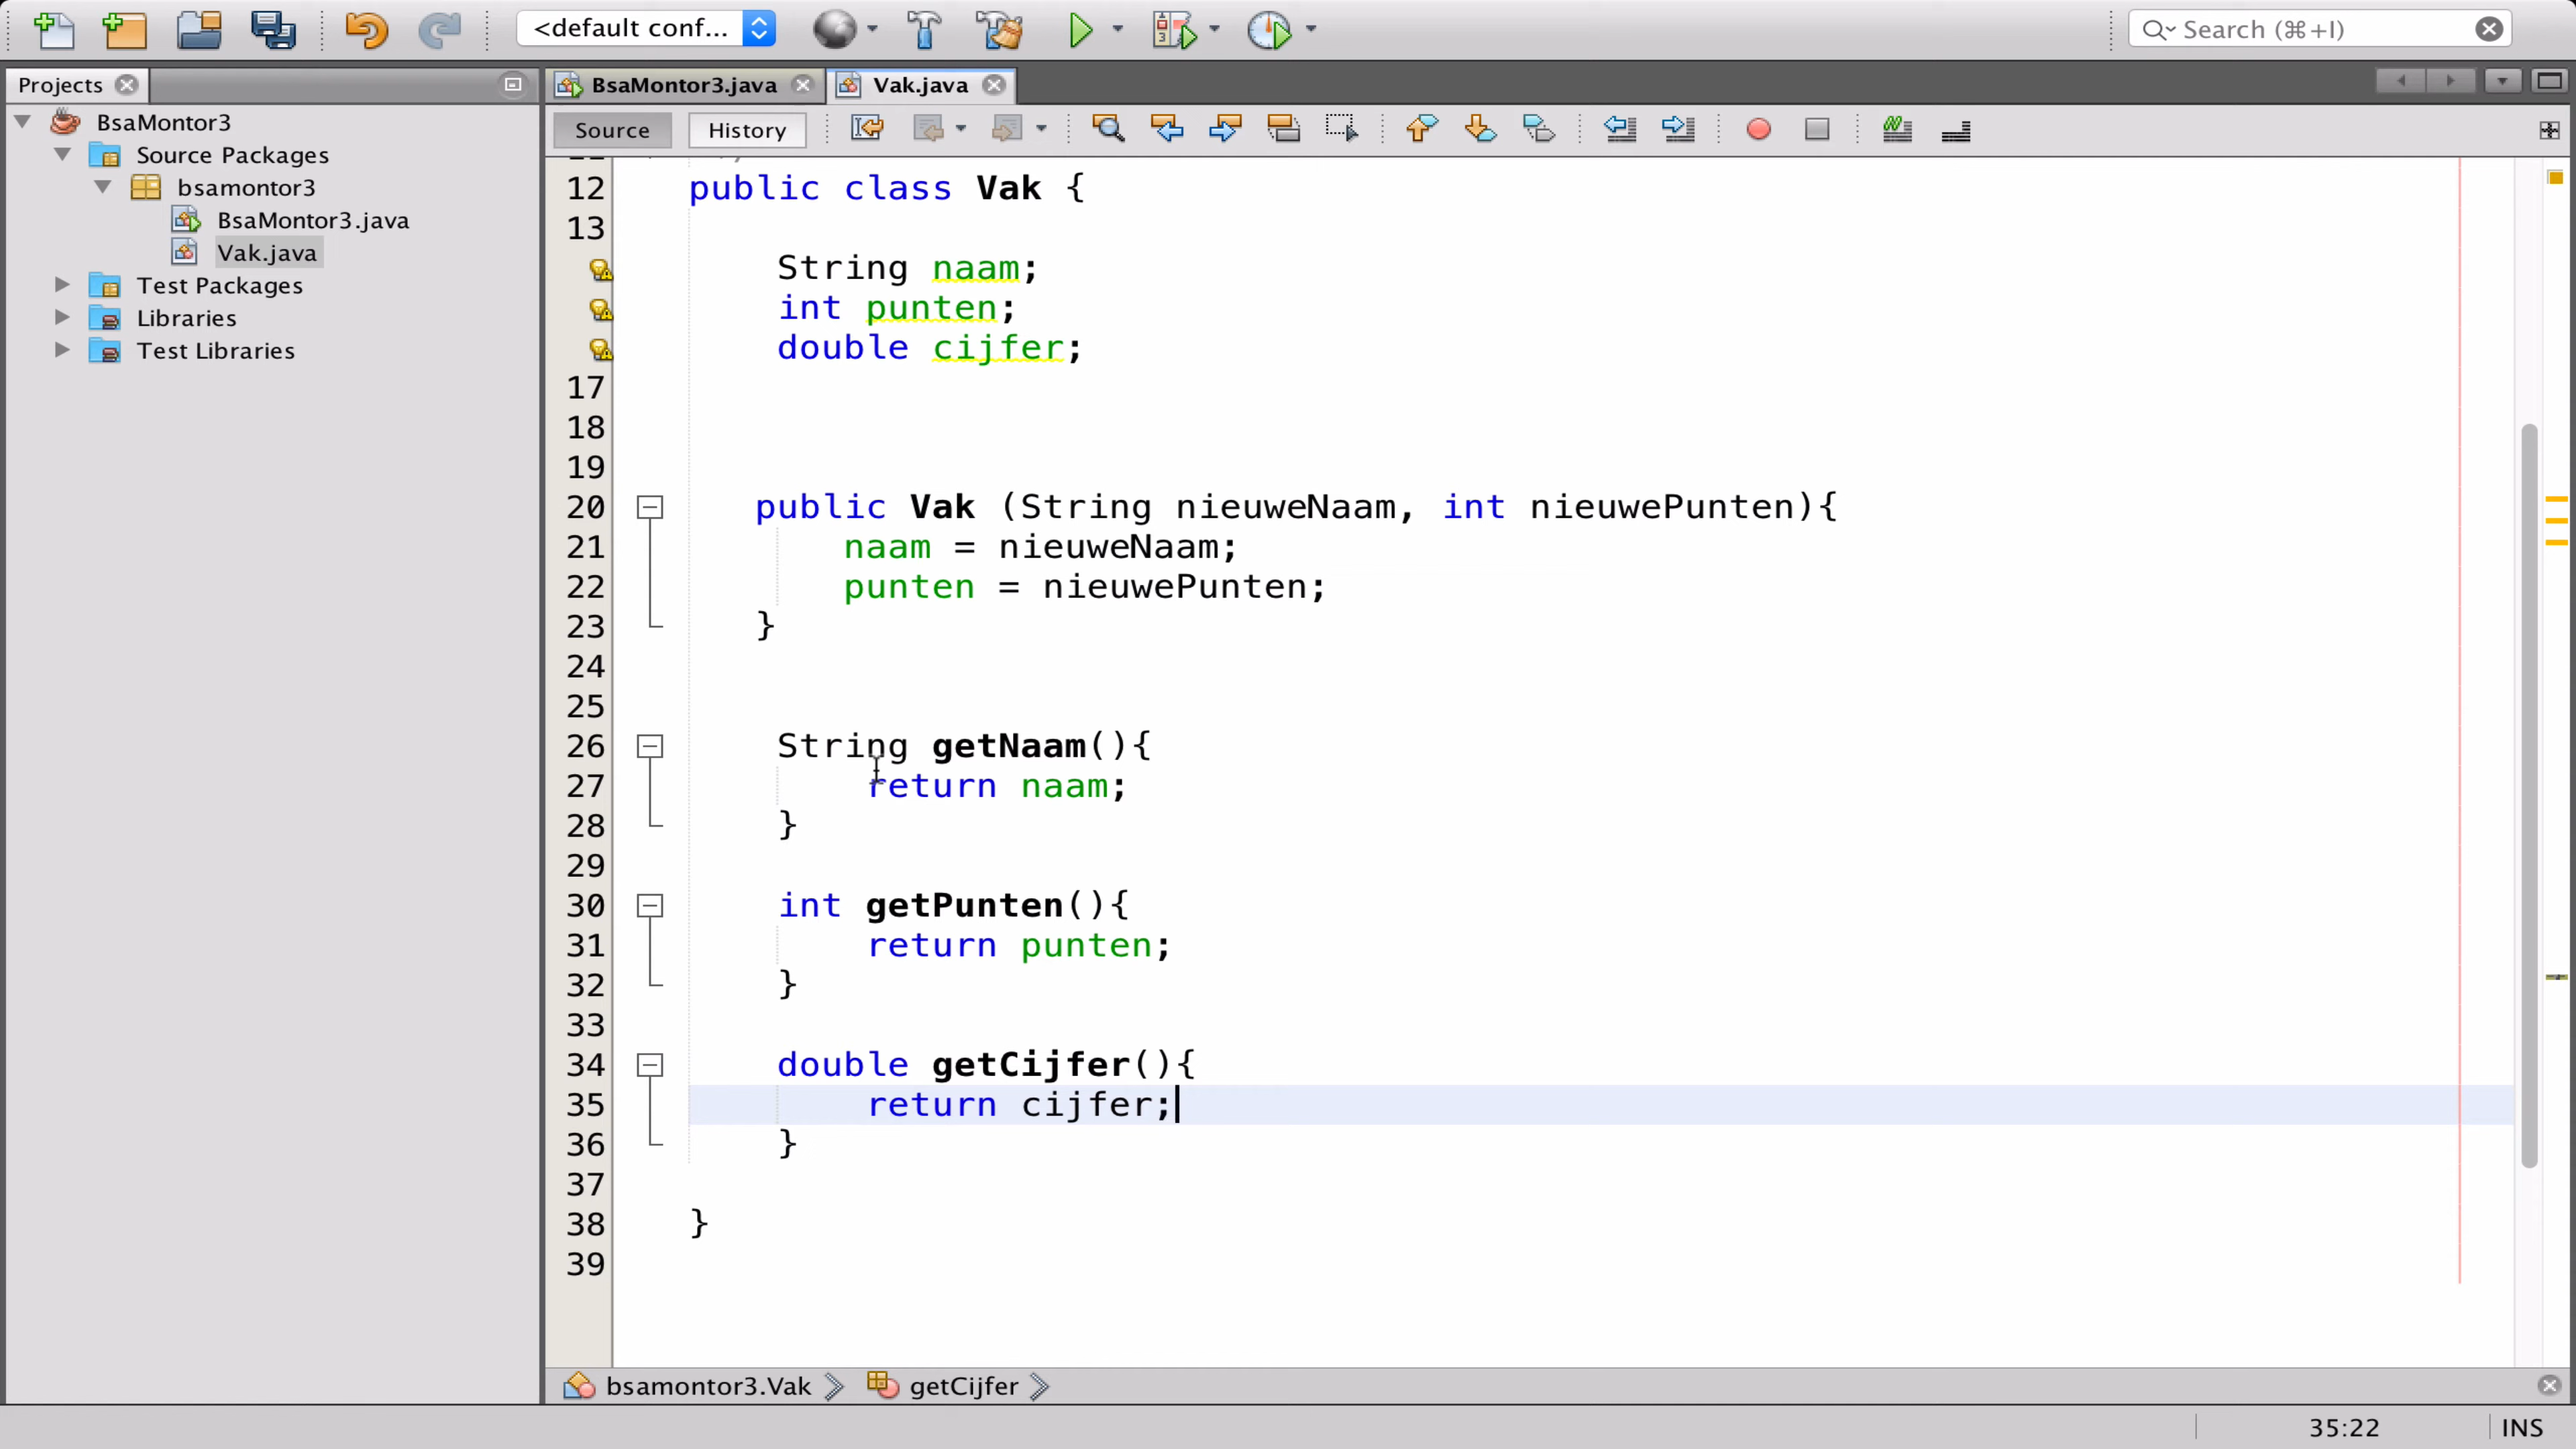 <default conf...
Search (⌘+I)
Projects
BsaMontor3
Source Packages
bsamontor3
BsaMontor3.java
Vak.java
Test Packages
Libraries
Test Libraries
BsaMontor3.java
Vak.java
Source
History
12 public class Vak {
13
String naam;
int punten;
double cijfer;
17
18
19
20 public Vak (String nieuweNaam, int nieuwePunten){
21 naam = nieuweNaam;
22 punten = nieuwePunten;
23 }
24
25
26 String getNaam(){
27 return naam;
28 }
29
30 int getPunten(){
31 return punten;
32 }
33
34 double getCijfer(){
35 return cijfer;
36 }
37
38 }
39
bsamontor3.Vak
getCijfer
35:22
INS